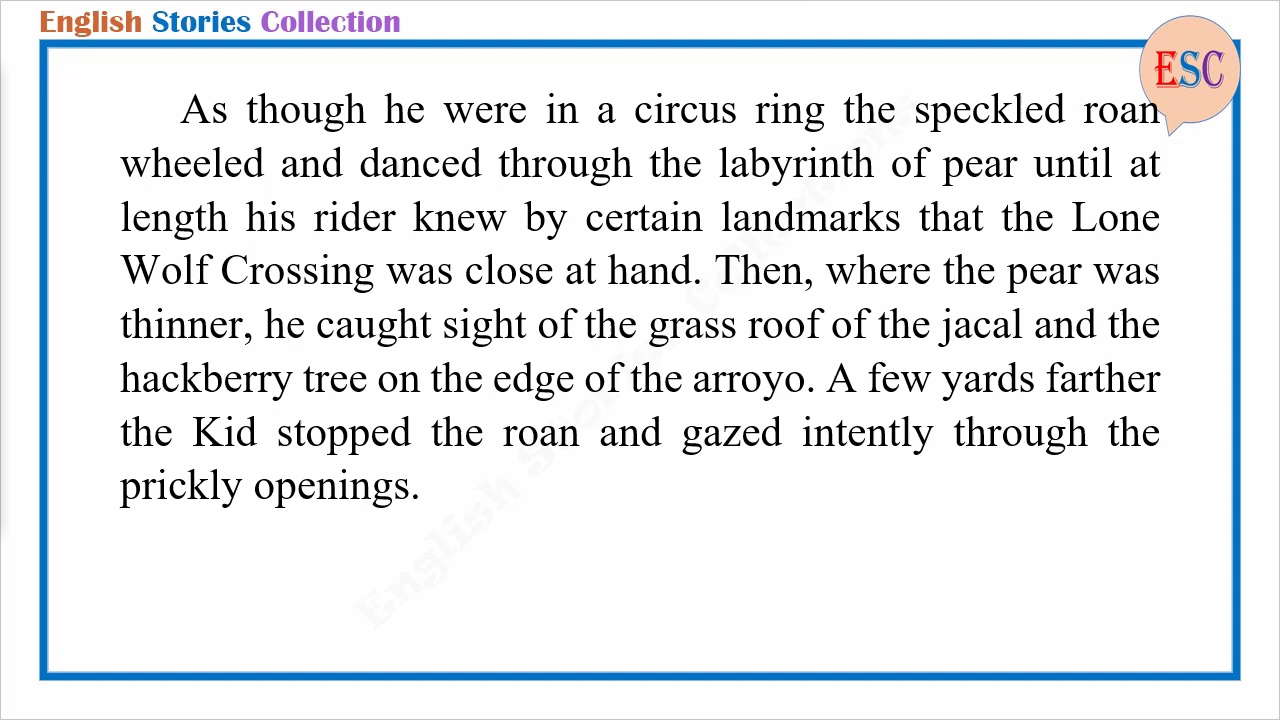 English Stories Collection
ESC
As though he were in a circus ring the speckled roan
wheeled and danced through the labyrinth of pear until at
length his rider knew by certain landmarks that the Lone
Wolf Crossing was close at hand. Then, where the pear was
thinner, he caught sight of the grass roof of the jacal and the
hackberry tree on the edge of the arroyo. A few yards farther
the Kid stopped the roan and gazed intently through the
prickly openings.
English Stories Collections